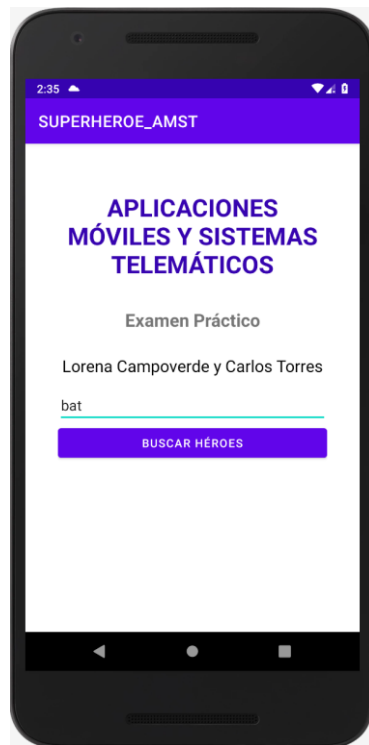 2:35
SUPERHEROE_AMST
APLICACIONES
MÓVILES Y SISTEMAS
TELEMÁTICOS
Examen Práctico
Lorena Campoverde y Carlos Torres
bat
BUSCAR HÉROES